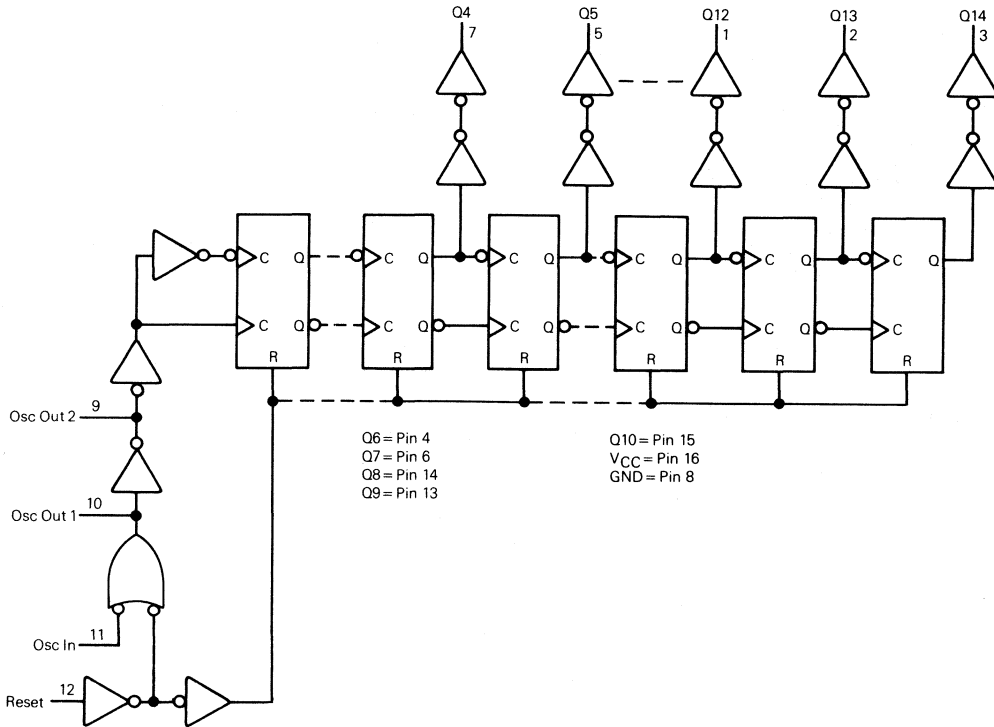 Q4 Q5 Q12 Q13 Q14
7 5 1 2 3
C Q C Q C Q C Q C Q C Q
C Q C Q C Q C Q C Q C
R R R R R R
Osc Out 2 9
Q6 = Pin 4
Q7 = Pin 6
Q8 = Pin 14
Q9 = Pin 13
Q10 = Pin 15
VCC = Pin 16
GND = Pin 8
Osc Out 1 10
Osc In 11
Reset 12